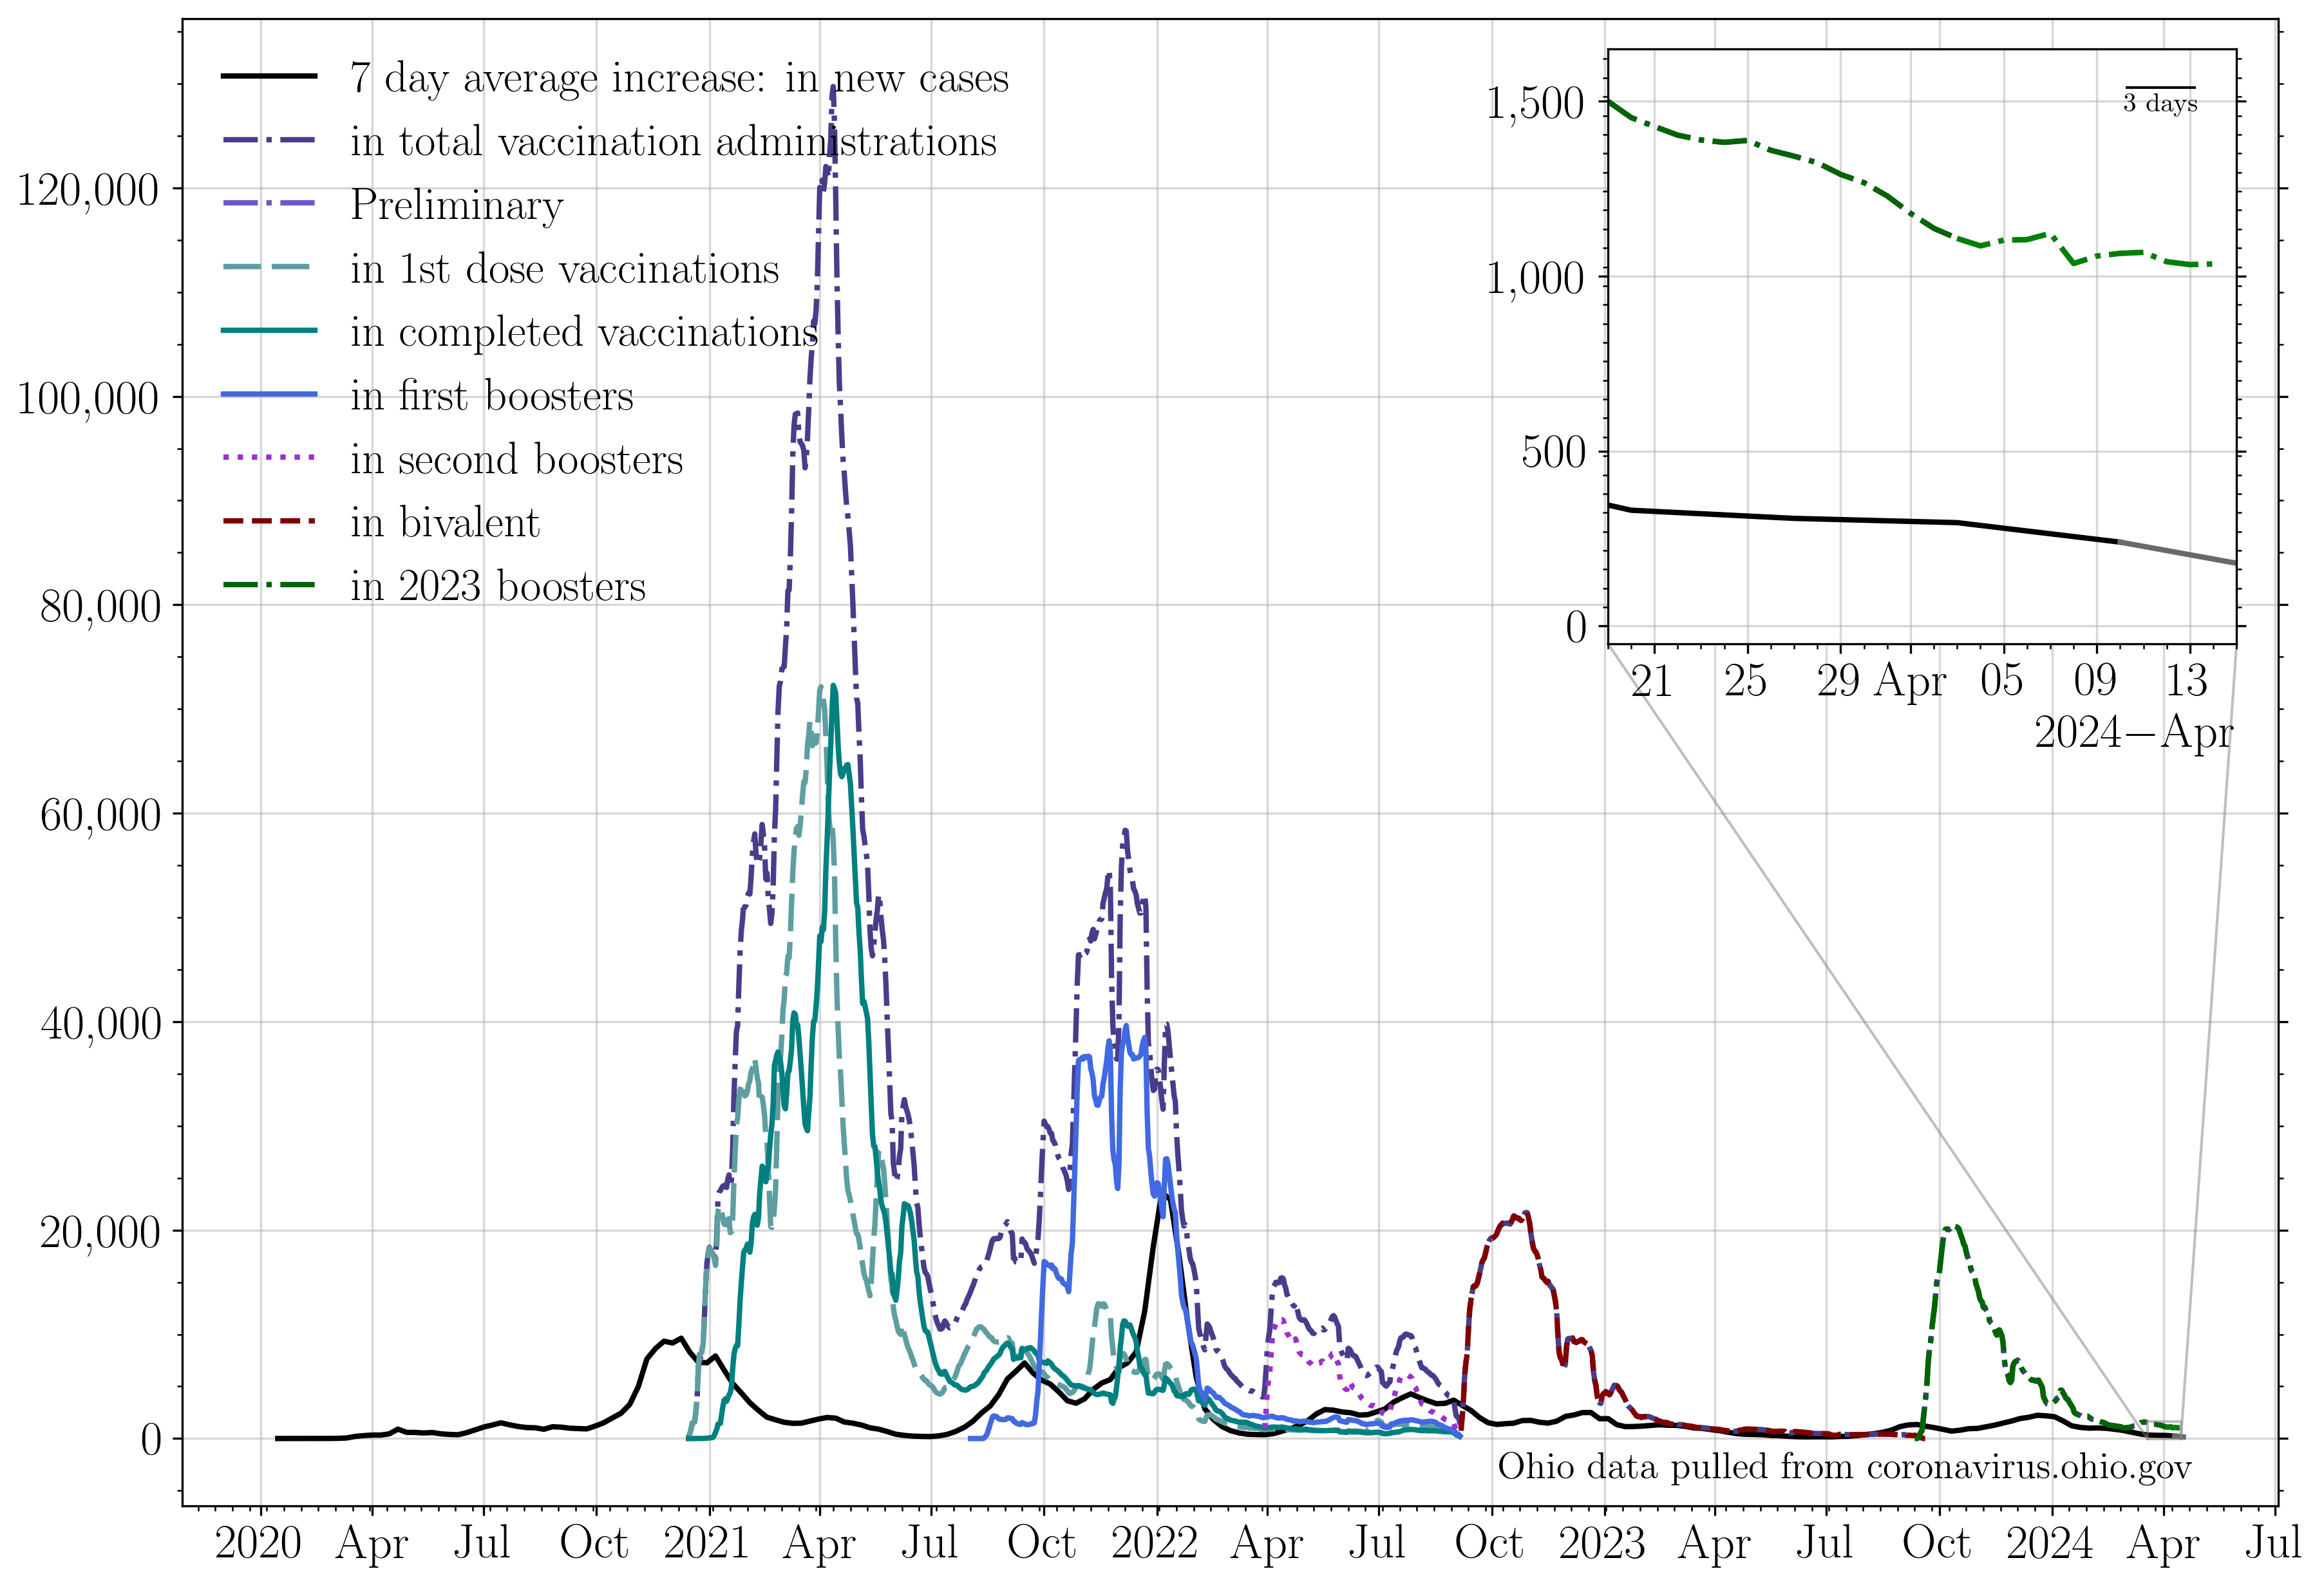 7 day average increase: in new cases
in total vaccination administrations
Preliminary
in 1st dose vaccinations
in completed vaccinations
in first boosters
in second boosters
in bivalent
in 2023 boosters
120,000
100,000
80,000
60,000
40,000
20,000
0
1,500
1,000
500
0
3 days
21 25 29 Apr 05 09 13
2024−Apr
Ohio data pulled from coronavirus.ohio.gov
2020 Apr Jul Oct 2021 Apr Jul Oct 2022 Apr Jul Oct 2023 Apr Jul Oct 2024 Apr Jul